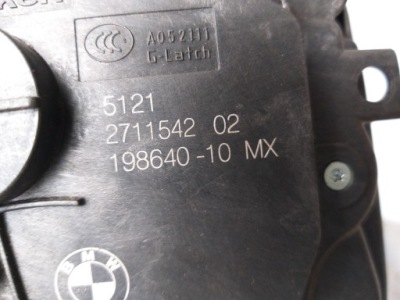 A052111
G-Latch
5121
2711542 02
198640-10 MX
BMW